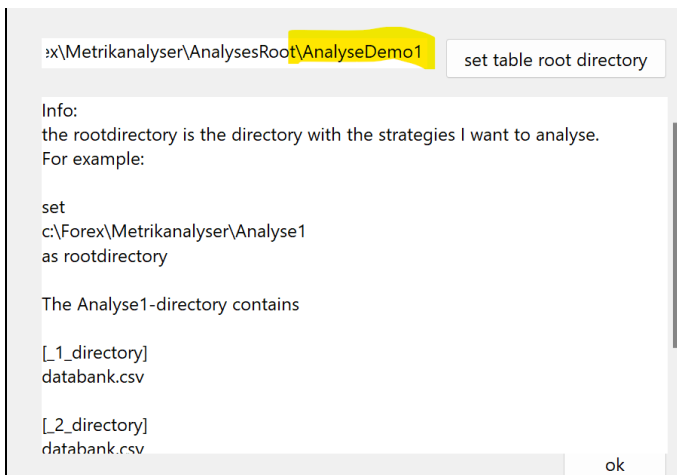 ex\Metrikanalyser\AnalysesRoot\AnalyseDemo1
set table root directory
Info:
the rootdirectory is the directory with the strategies I want to analyse.
For example:
set
c:\Forex\Metrikanalyser\Analyse1
as rootdirectory
The Analyse1-directory contains
[_1_directory]
databank.csv
[_2_directory]
databank.csv
ok